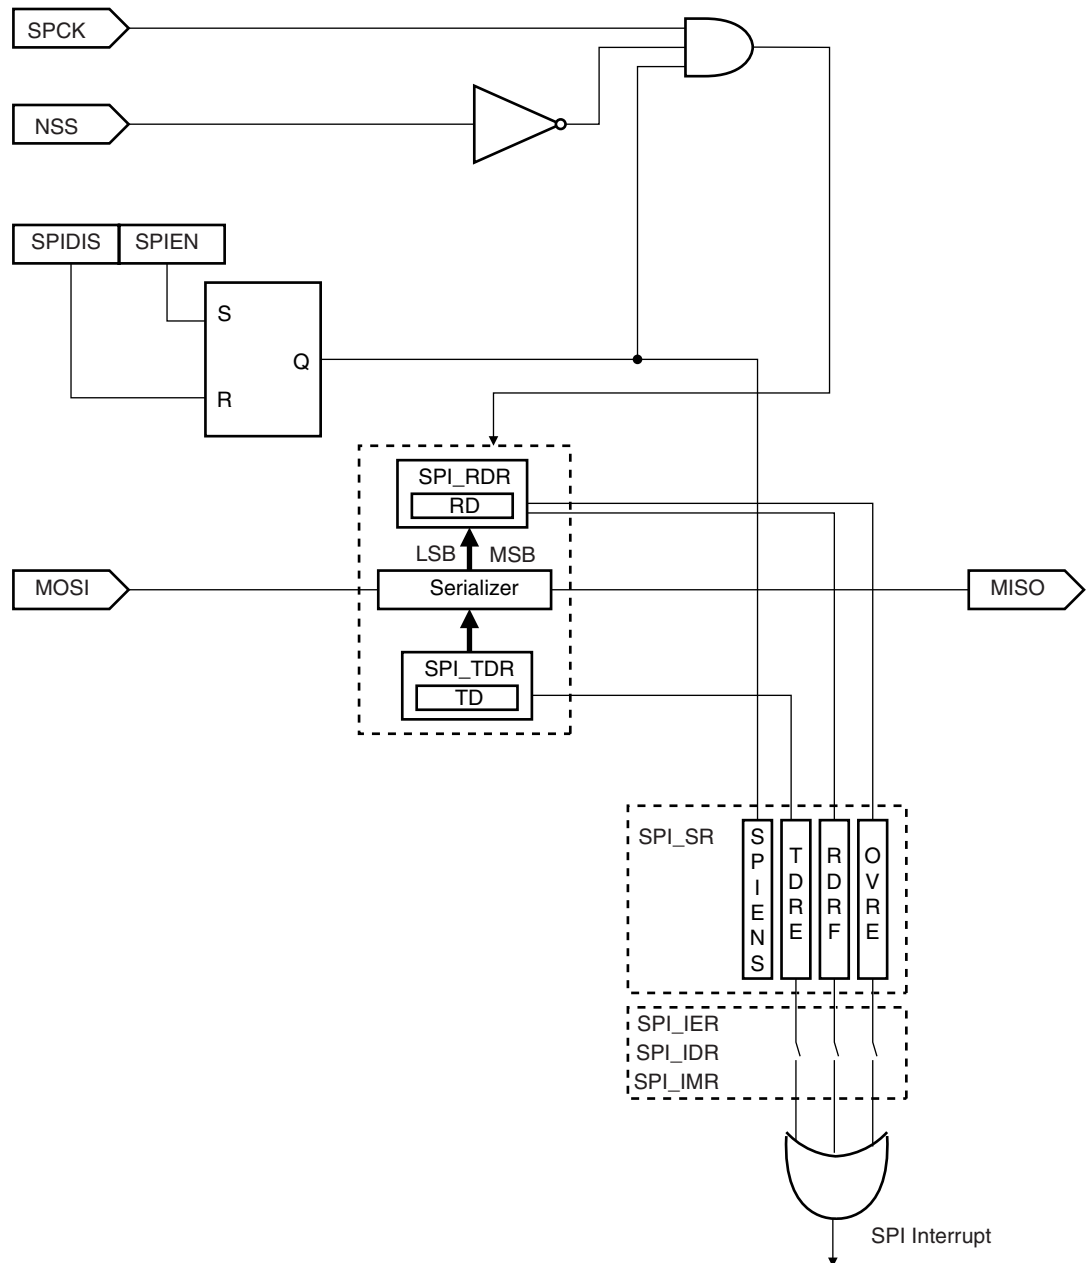 SPCK
NSS
SPIDIS SPIEN
S
Q
R
SPI_RDR
RD
LSB MSB
MOSI
Serializer
MISO
SPI_TDR
TD
SPI_SR
SPIENS
TDRE
RDRF
OVRE
SPI_IER
SPI_IDR
SPI_IMR
SPI Interrupt